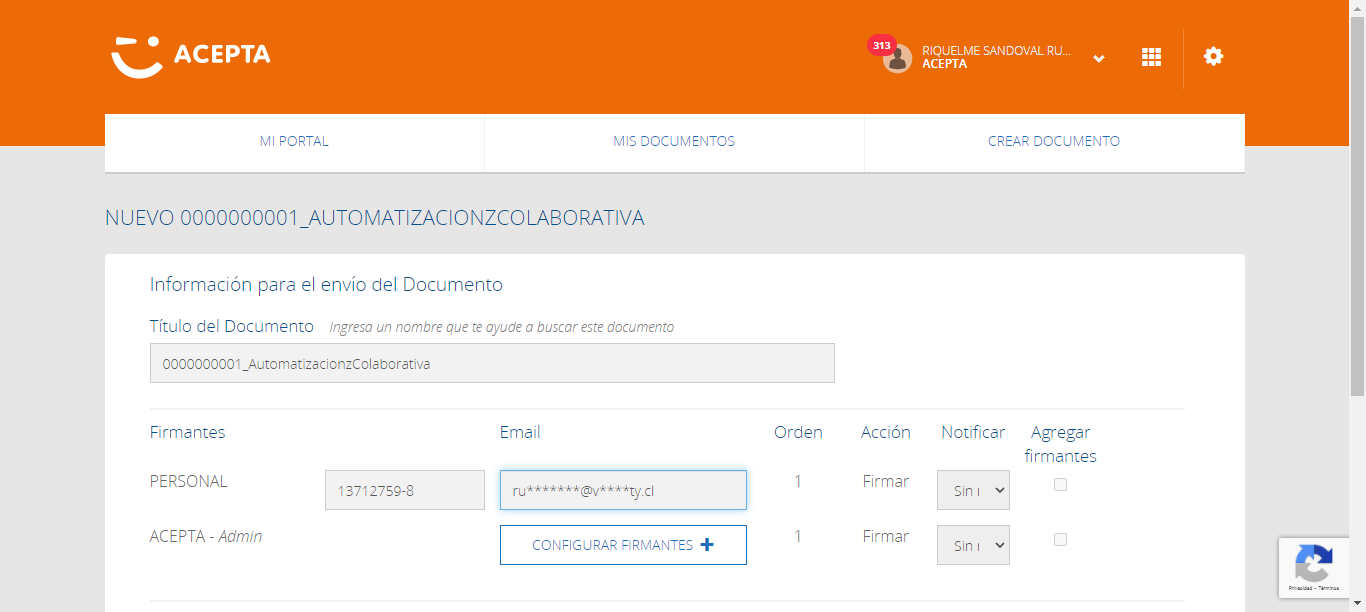 ACEPTA
313
RIQUELME SANDOVAL RU...
ACEPTA
MI PORTAL
MIS DOCUMENTOS
CREAR DOCUMENTO
NUEVO 0000000001_AUTOMATIZACIONZCOLABORATIVA
Información para el envío del Documento
Título del Documento Ingresa un nombre que te ayude a buscar este documento
0000000001_AutomatizacionzColaborativa
Firmantes Email Orden Acción Notificar Agregar firmantes
PERSONAL 13712759-8 ru*******@v****ty.cl 1 Firmar Sin
ACEPTA - Admin CONFIGURAR FIRMANTES 1 Firmar Sin
Privacidad - Términos